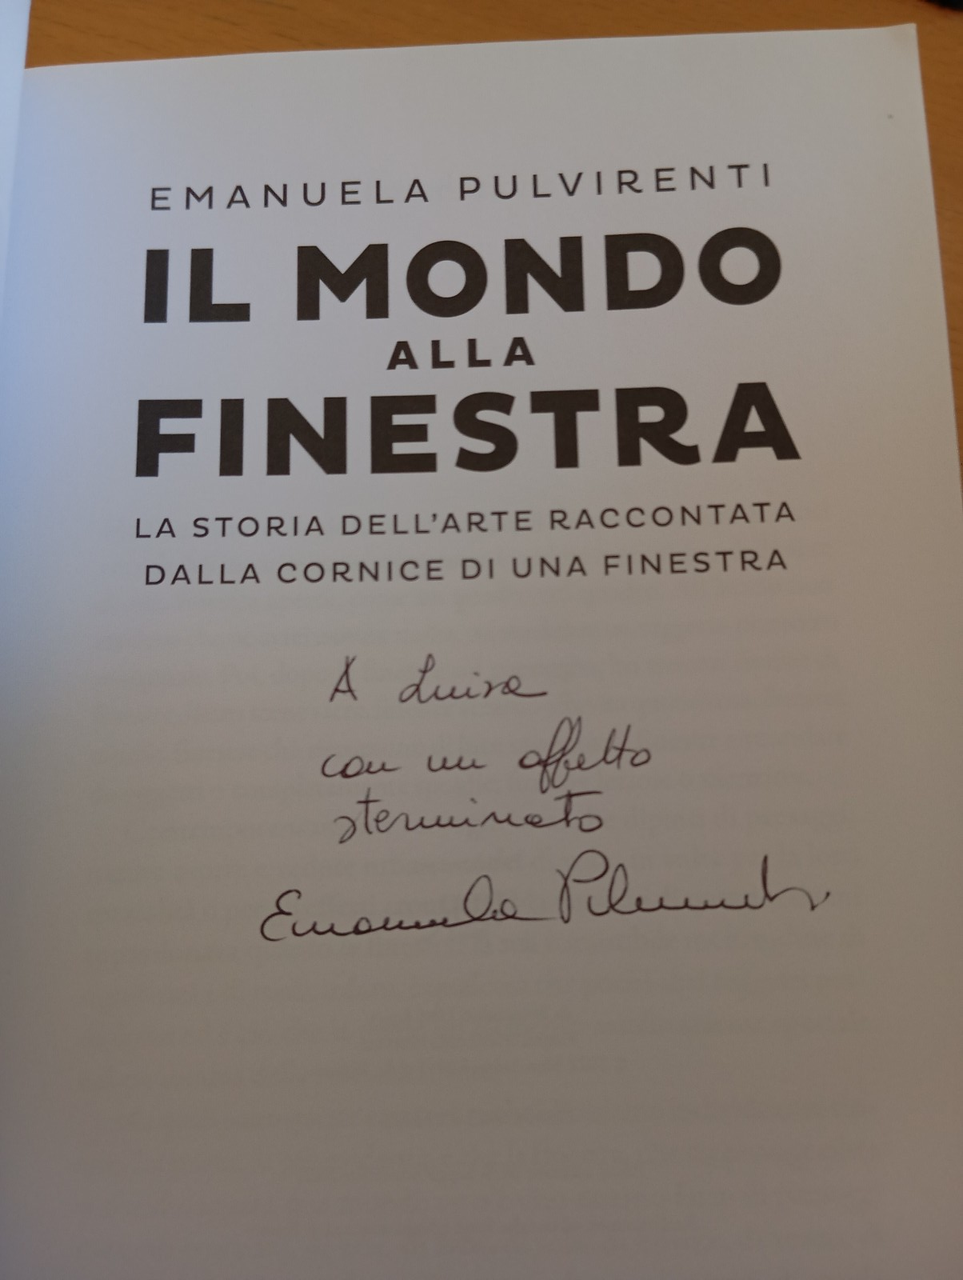 EMANUELA PULVIRENTI
IL MONDO
ALLA
FINESTRA
LA STORIA DELL'ARTE RACCONTATA
DALLA CORNICE DI UNA FINESTRA
A Luisa
con un affetto
sterminato
Emanuela Pulvirenti